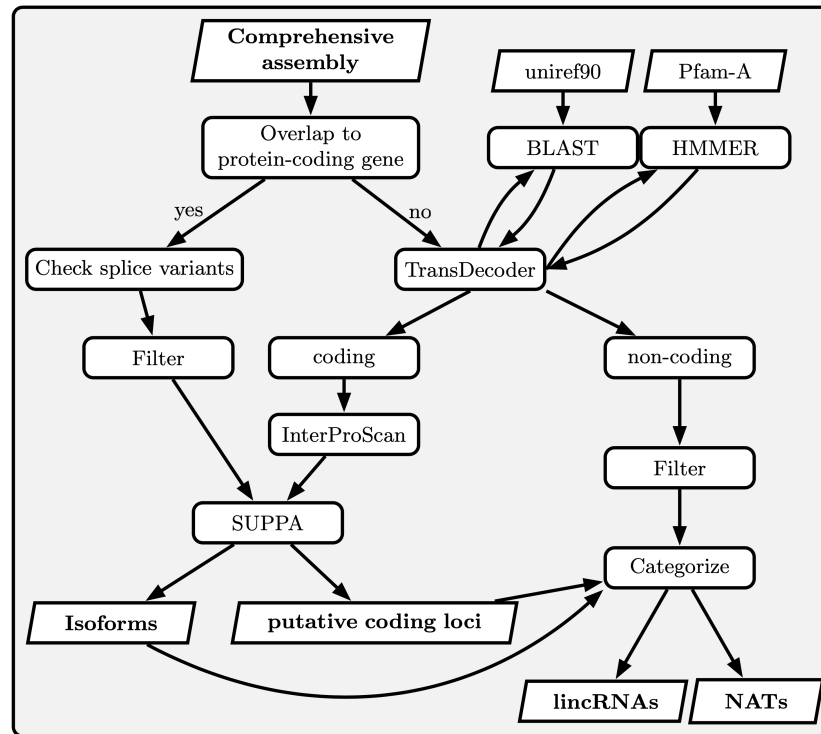 Comprehensive
assembly
uniref90
Pfam-A
Overlap to
protein-coding gene
BLAST
HMMER
yes
no
Check splice variants
TransDecoder
Filter
coding
non-coding
InterProScan
Filter
SUPPA
Categorize
Isoforms
putative coding loci
lincRNAs
NATs